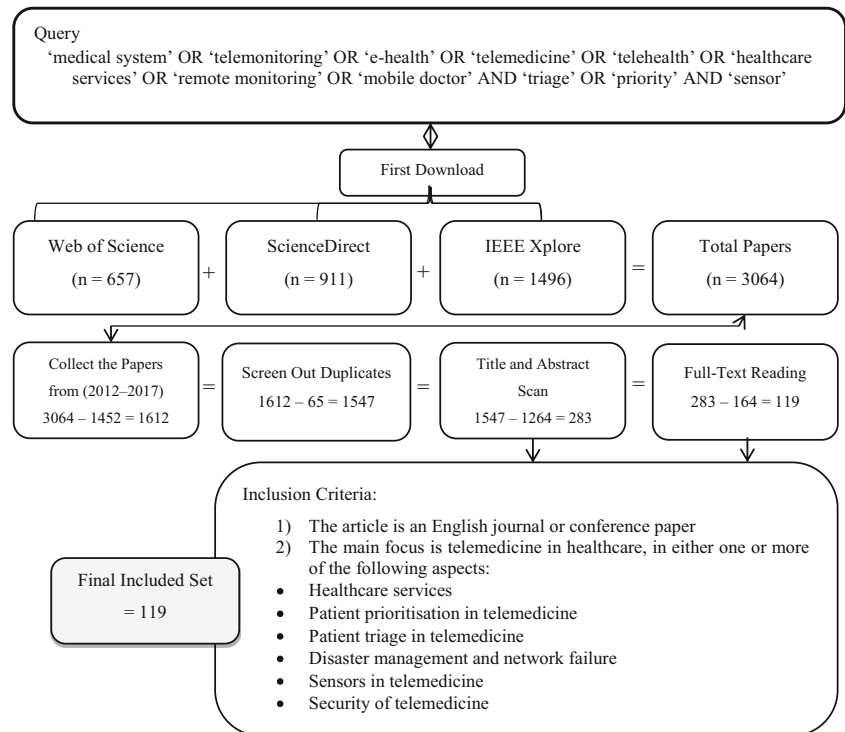 Query
‘medical system’ OR ‘telemonitoring’ OR ‘e-health’ OR ‘telemedicine’ OR ‘telehealth’ OR ‘healthcare
services’ OR ‘remote monitoring’ OR ‘mobile doctor’ AND ‘triage’ OR ‘priority’ AND ‘sensor’
First Download
Web of Science
(n = 657)
+
ScienceDirect
(n = 911)
+
IEEE Xplore
(n = 1496)
=
Total Papers
(n = 3064)
Collect the Papers
from (2012–2017)
3064 – 1452 = 1612
=
Screen Out Duplicates
1612 – 65 = 1547
=
Title and Abstract
Scan
1547 – 1264 = 283
=
Full-Text Reading
283 – 164 = 119
Inclusion Criteria:
1) The article is an English journal or conference paper
2) The main focus is telemedicine in healthcare, in either one or more
of the following aspects:
• Healthcare services
• Patient prioritisation in telemedicine
• Patient triage in telemedicine
• Disaster management and network failure
• Sensors in telemedicine
• Security of telemedicine
Final Included Set
= 119